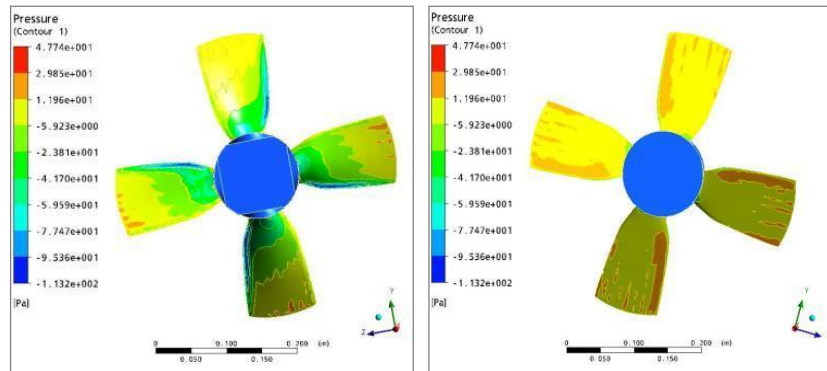 Pressure
(Contour 1)
4.774e+001
2.985e+001
1.196e+001
-5.923e+000
-2.381e+001
-4.170e+001
-5.959e+001
-7.747e+001
-9.536e+001
-1.132e+002
[Pa]
Y
Z
0 0.100 0.200 (m)
0.050 0.150
Pressure
(Contour 1)
4.774e+001
2.985e+001
1.196e+001
-5.923e+000
-2.381e+001
-4.170e+001
-5.959e+001
-7.747e+001
-9.536e+001
-1.132e+002
[Pa]
Y
0 0.100 0.200 (m)
0.050 0.150